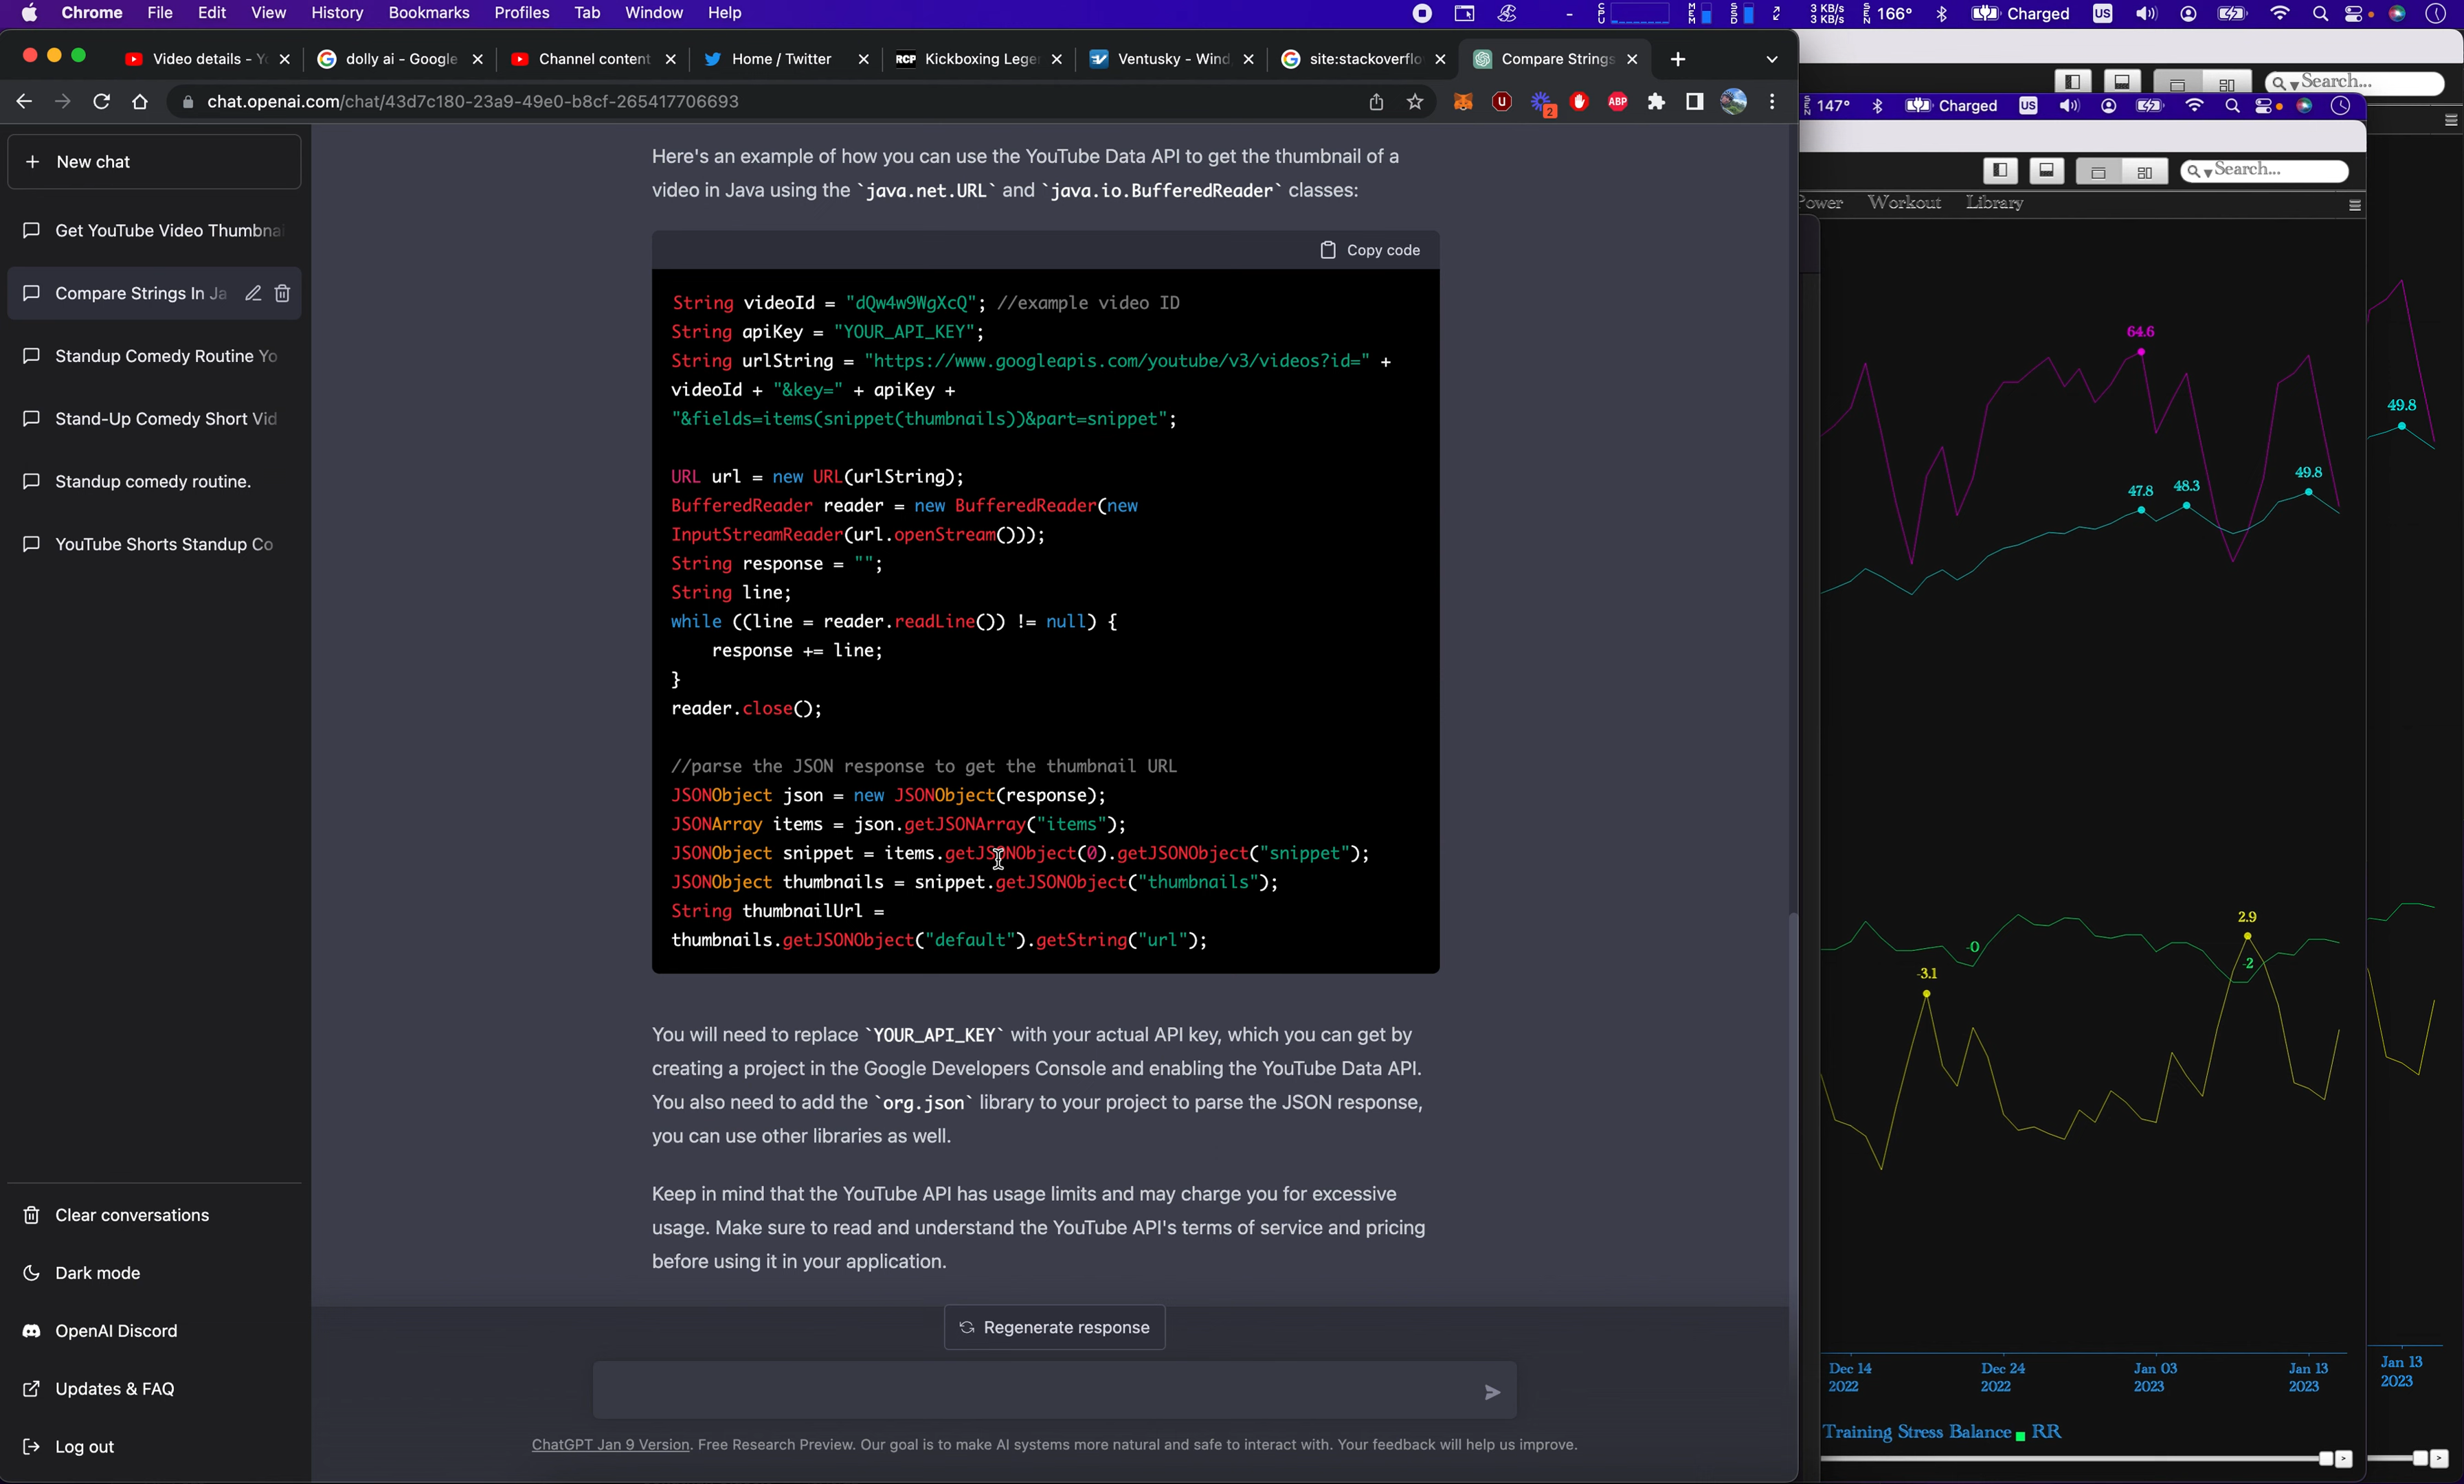 Chrome File Edit View History Bookmarks Profiles Tab Window Help
3 KB/s
3 KB/s
166° Charged US
Video details - Yo
dolly ai - Google
Channel content
Home / Twitter
RCP Kickboxing Leger
Ventusky - Wind
site:stackoverflo
Compare Strings
chat.openai.com/chat/43d7c180-23a9-49e0-b8cf-265417706693
ABP
2
New chat
Get YouTube Video Thumbnai
Compare Strings In Ja
Standup Comedy Routine Yo
Stand-Up Comedy Short Vid
Standup comedy routine.
YouTube Shorts Standup Co
Clear conversations
Dark mode
OpenAI Discord
Updates & FAQ
Log out
Here's an example of how you can use the YouTube Data API to get the thumbnail of a
video in Java using the `java.net.URL` and `java.io.BufferedReader` classes:
Copy code
String videoId = "dQw4w9WgXcQ"; //example video ID
String apiKey = "YOUR_API_KEY";
String urlString = "https://www.googleapis.com/youtube/v3/videos?id=" +
videoId + "&key=" + apiKey +
"&fields=items(snippet(thumbnails))&part=snippet";
URL url = new URL(urlString);
BufferedReader reader = new BufferedReader(new
InputStreamReader(url.openStream()));
String response = "";
String line;
while ((line = reader.readLine()) != null) {
response += line;
}
reader.close();
//parse the JSON response to get the thumbnail URL
JSONObject json = new JSONObject(response);
JSONArray items = json.getJSONArray("items");
JSONObject snippet = items.getJSONObject(0).getJSONObject("snippet");
JSONObject thumbnails = snippet.getJSONObject("thumbnails");
String thumbnailUrl =
thumbnails.getJSONObject("default").getString("url");
You will need to replace `YOUR_API_KEY` with your actual API key, which you can get by
creating a project in the Google Developers Console and enabling the YouTube Data API.
You also need to add the `org.json` library to your project to parse the JSON response,
you can use other libraries as well.
Keep in mind that the YouTube API has usage limits and may charge you for excessive
usage. Make sure to read and understand the YouTube API's terms of service and pricing
before using it in your application.
Regenerate response
ChatGPT Jan 9 Version. Free Research Preview. Our goal is to make AI systems more natural and safe to interact with. Your feedback will help us improve.
Search...
147° Charged US
Search...
Power Workout Library
64.6
49.8
47.8
48.3
49.8
-0
2.9
-2
-3.1
Dec 14
2022
Dec 24
2022
Jan 03
2023
Jan 13
2023
Jan 13
2023
Training Stress Balance RR